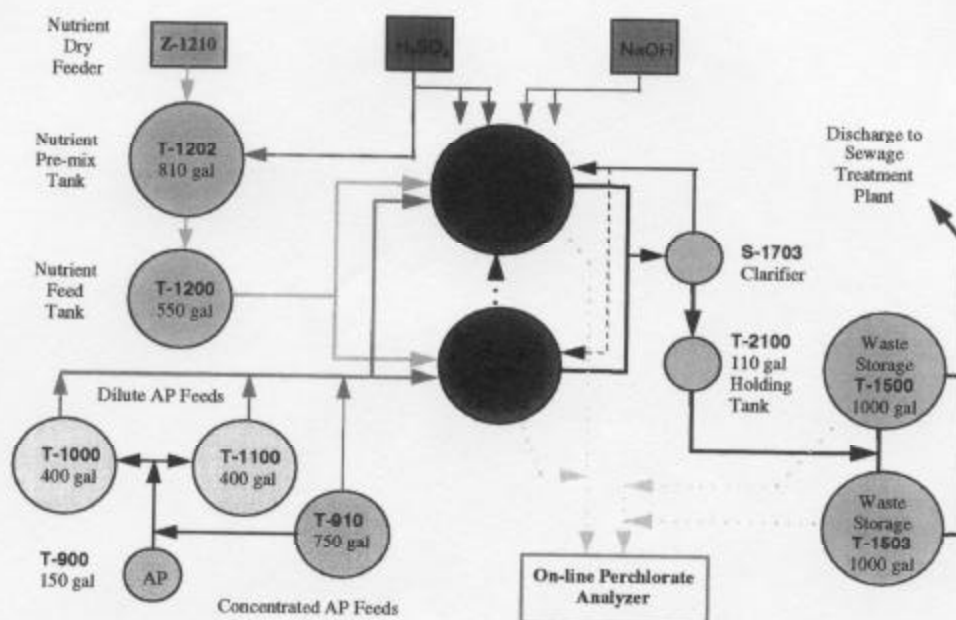 Nutrient
Dry
Feeder
Z-1210
H₂SO₄
NaOH
Nutrient
Pre-mix
Tank
T-1202
810 gal
Discharge to
Sewage
Treatment
Plant
S-1703
Clarifier
Nutrient
Feed
Tank
T-1200
550 gal
T-2100
110 gal
Holding
Tank
Waste
Storage
T-1500
1000 gal
Dilute AP Feeds
T-1000
400 gal
T-1100
400 gal
T-910
750 gal
Waste
Storage
T-1503
1000 gal
T-900
150 gal
AP
On-line Perchlorate
Analyzer
Concentrated AP Feeds